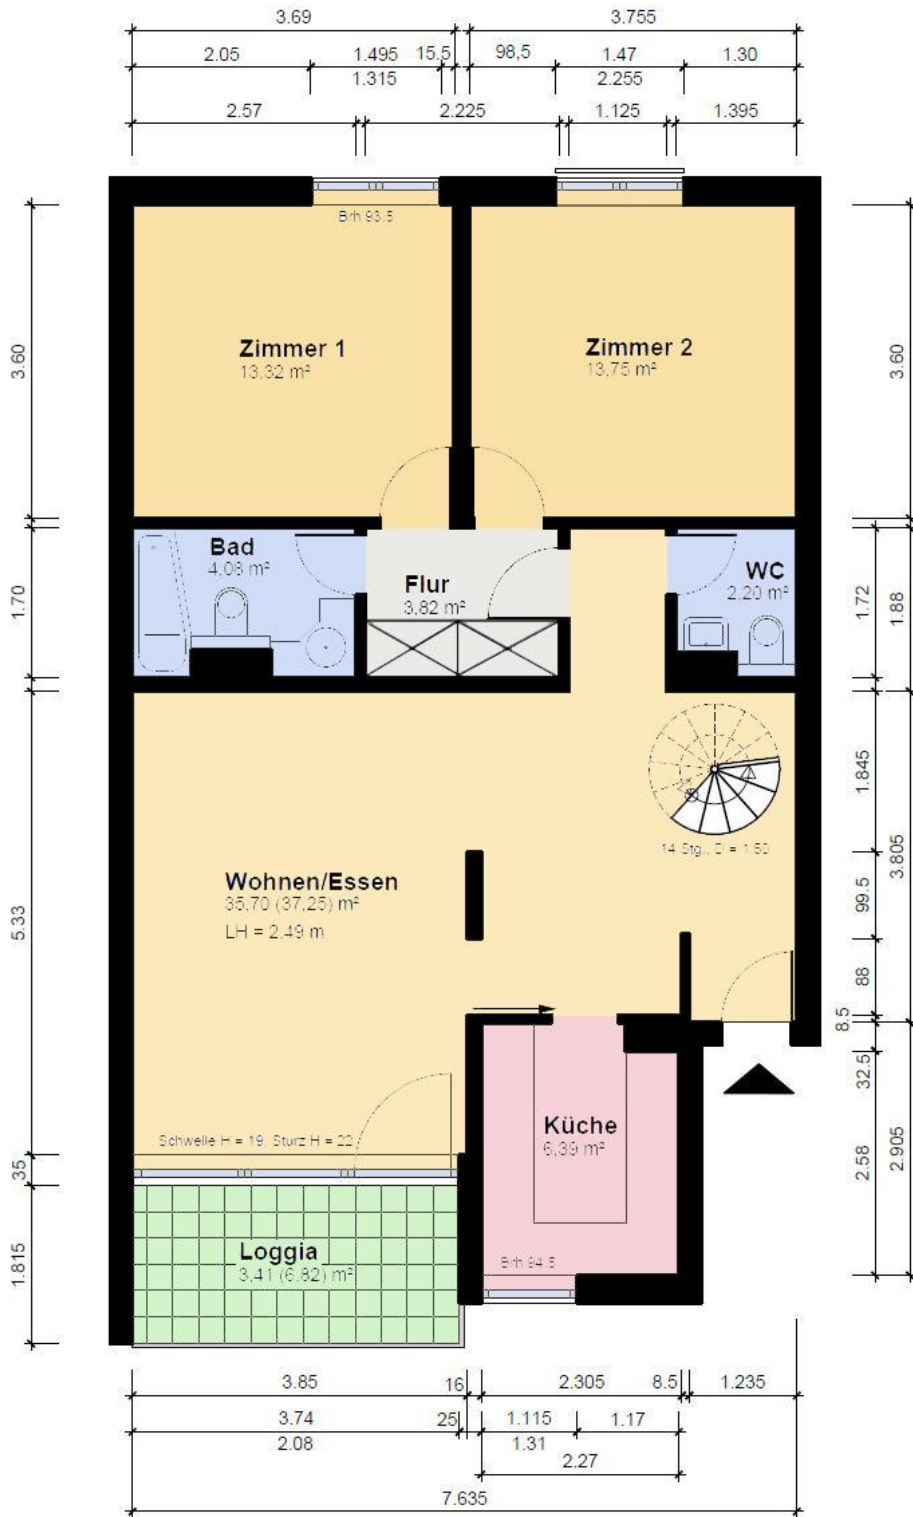 3.69 3.755
2.05 1.495 15.5 98,5 1.47 1.30
1.315 2.255
2.57 2.225 1.125 1.395
Brh 93.5
3.60
Zimmer 1
13.32 m²
Zimmer 2
13,75 m²
3.60
1.70
Bad
4.08 m²
Flur
3,82 m²
WC
2.20 m²
1.72
1.88
1.845
14 Stg., D = 1.50
3.805
5.33
Wohnen/Essen
35,70 (37,25) m²
LH = 2.49 m
99.5
88
8.5
32.5
Küche
6,39 m²
Schwelle H = 19, Sturz H = 22
2.58
2.905
35
Loggia
3,41 (6.82) m²
Brh 94.5
1.815
3.85 16 2.305 8.5 1.235
3.74 25 1.115 1.17
2.08 1.31
2.27
7.635